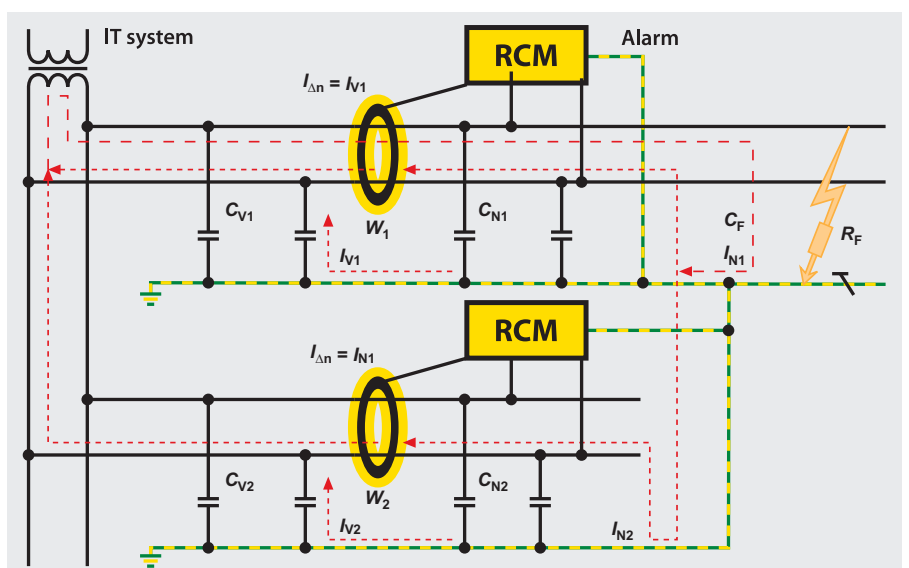 IT system
RCM
Alarm
IΔn = IV1
CV1
W1
CN1
CF
RF
IV1
IN1
RCM
IΔn = IN1
CV2
W2
CN2
IV2
IN2